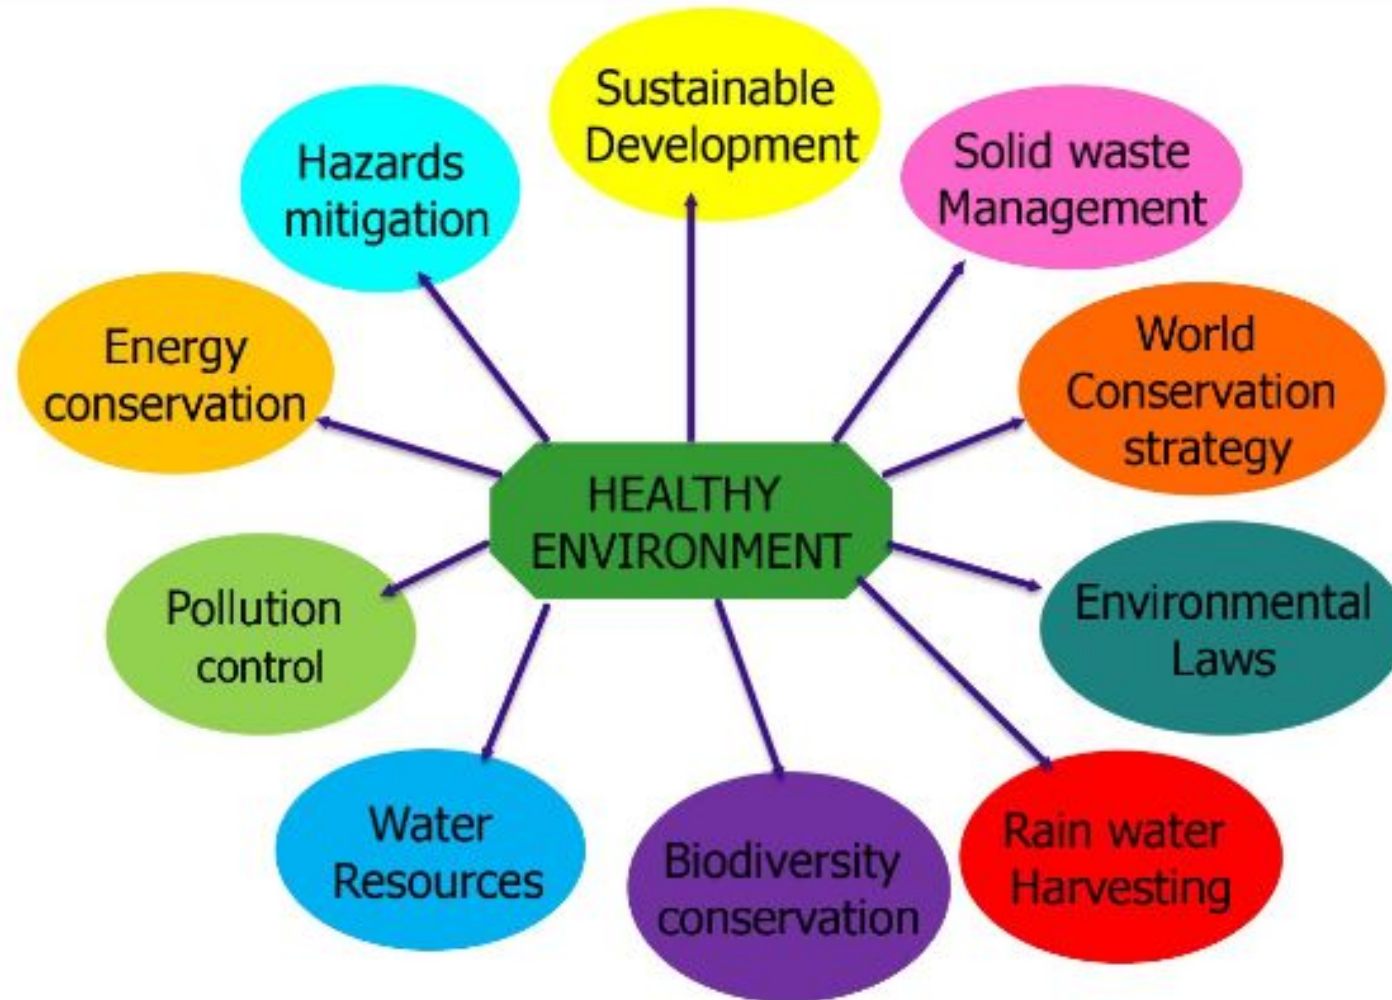 Sustainable
Development
Solid waste
Management
World
Conservation
strategy
Environmental
Laws
Rain water
Harvesting
Biodiversity
conservation
Water
Resources
Pollution
control
Energy
conservation
Hazards
mitigation
HEALTHY
ENVIRONMENT